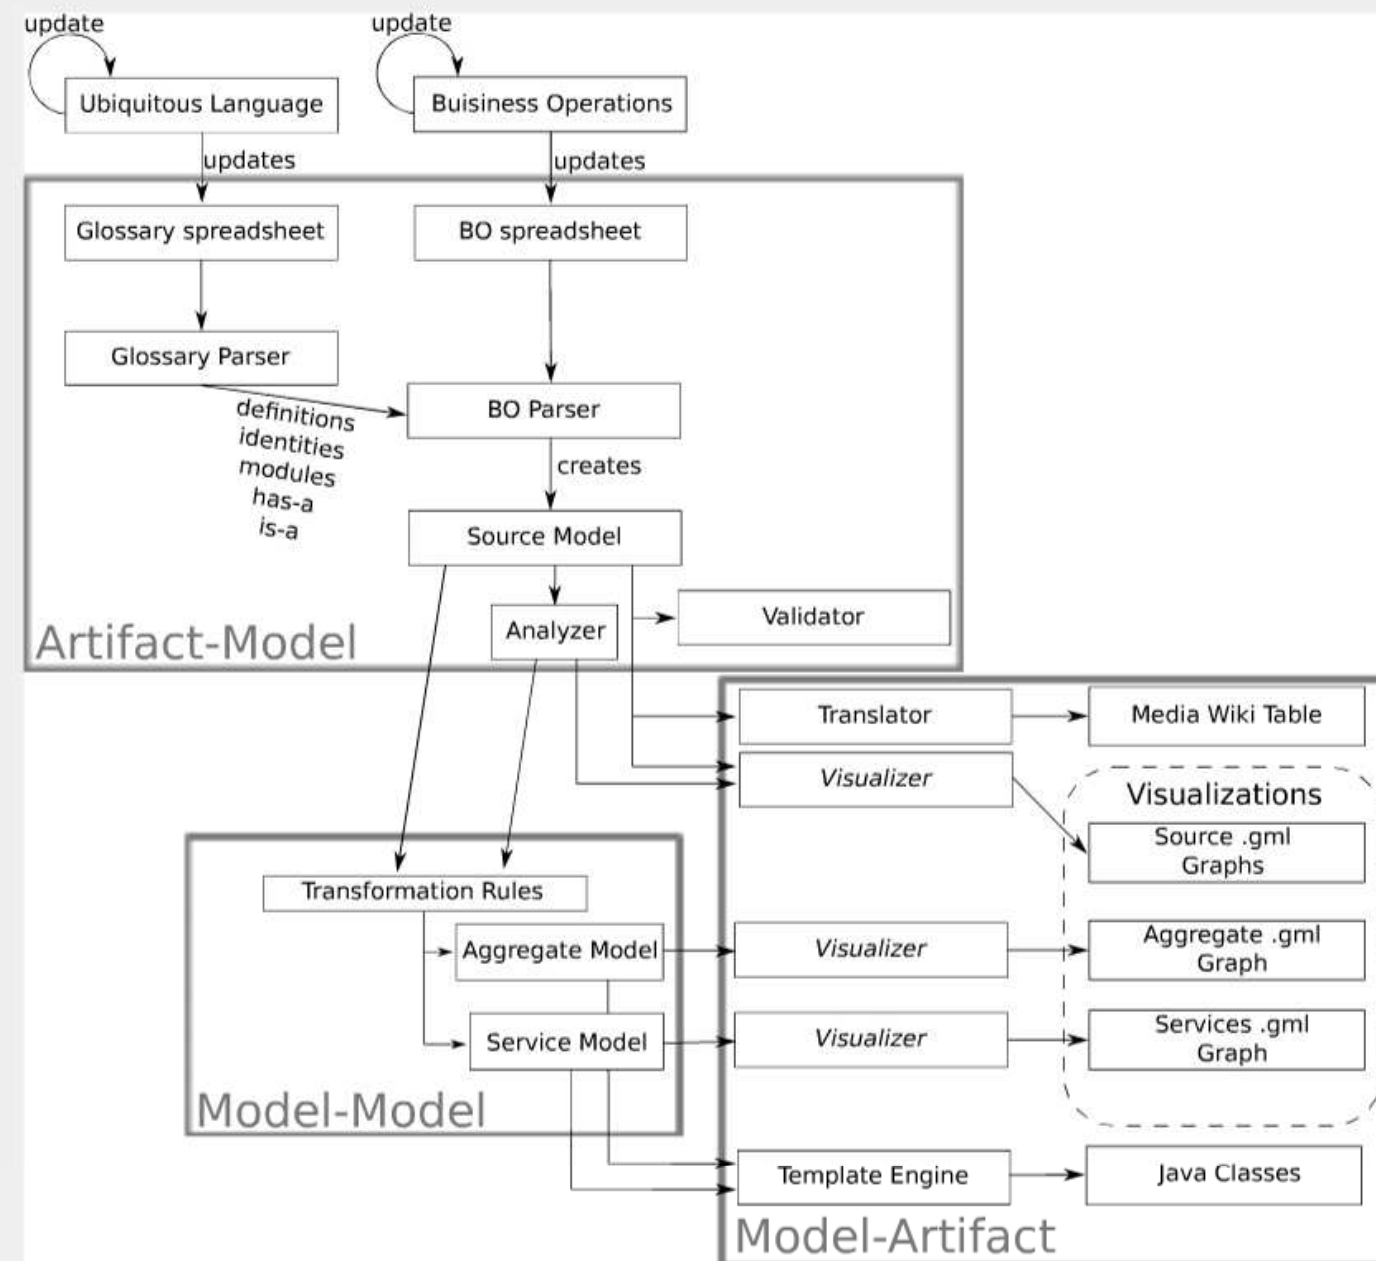 update
update
Ubiquitous Language
Buisiness Operations
updates
updates
Glossary spreadsheet
BO spreadsheet
Glossary Parser
BO Parser
definitions
identities
modules
has-a
is-a
creates
Source Model
Analyzer
Validator
Artifact-Model
Translator
Media Wiki Table
Visualizer
Visualizations
Source .gml
Graphs
Transformation Rules
Aggregate Model
Visualizer
Aggregate .gml
Graph
Service Model
Visualizer
Services .gml
Graph
Model-Model
Template Engine
Java Classes
Model-Artifact